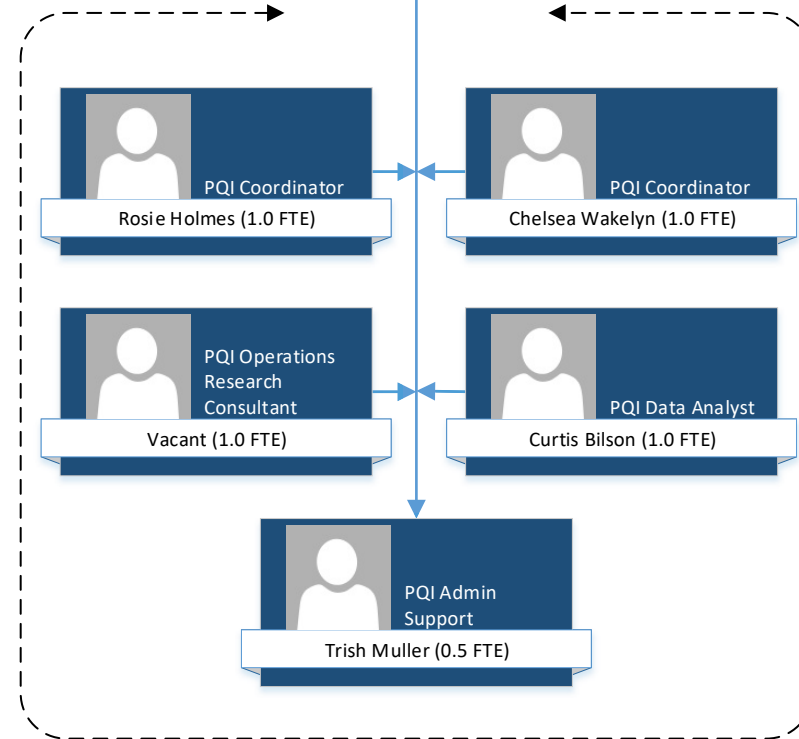 PQI Coordinator
Rosie Holmes (1.0 FTE)
PQI Coordinator
Chelsea Wakelyn (1.0 FTE)
PQI Operations
Research
Consultant
Vacant (1.0 FTE)
PQI Data Analyst
Curtis Bilson (1.0 FTE)
PQI Admin
Support
Trish Muller (0.5 FTE)